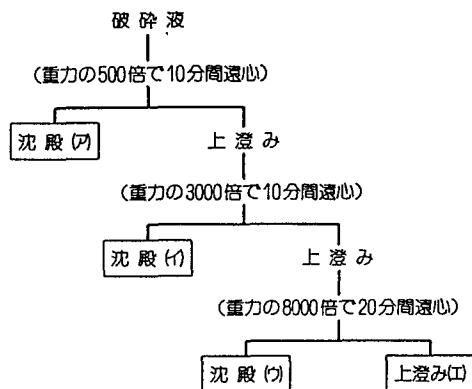 破砕液
(重力の500倍で10分間遠心)
沈殿(ア)
上澄み
(重力の3000倍で10分間遠心)
沈殿(イ)
上澄み
(重力の8000倍で20分間遠心)
沈殿(ウ)
上澄み(エ)